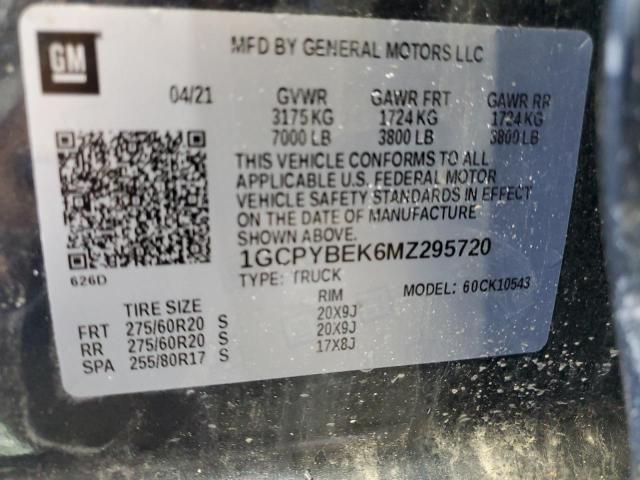 GM
MFD BY GENERAL MOTORS LLC
04/21 GVWR GAWR FRT GAWR RR
3175 KG 1724 KG 1724 KG
7000 LB 3800 LB 3800 LB
THIS VEHICLE CONFORMS TO ALL
APPLICABLE U.S. FEDERAL MOTOR
VEHICLE SAFETY STANDARDS IN EFFECT
ON THE DATE OF MANUFACTURE
SHOWN ABOVE.
1GCPYBEK6MZ295720
626D TYPE: TRUCK MODEL: 60CK10543
TIRE SIZE RIM
FRT 275/60R20 S 20X9J
RR 275/60R20 S 20X9J
SPA 255/80R17 S 17X8J